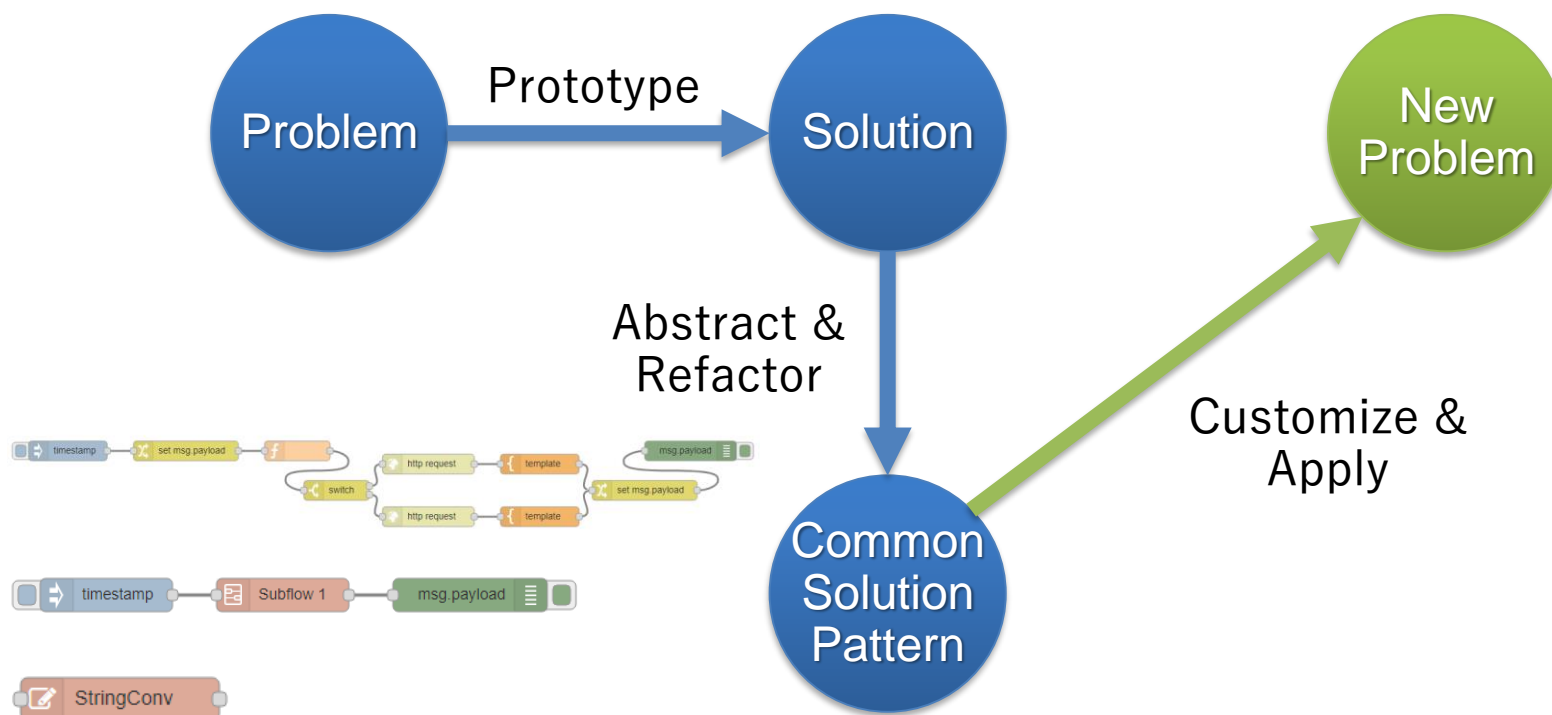 Problem
Prototype
Solution
New
Problem
Abstract &
Refactor
Customize &
Apply
Common
Solution
Pattern
timestamp
set msg.payload
f
switch
http request
template
http request
template
set msg.payload
msg.payload
timestamp
Subflow 1
msg.payload
StringConv